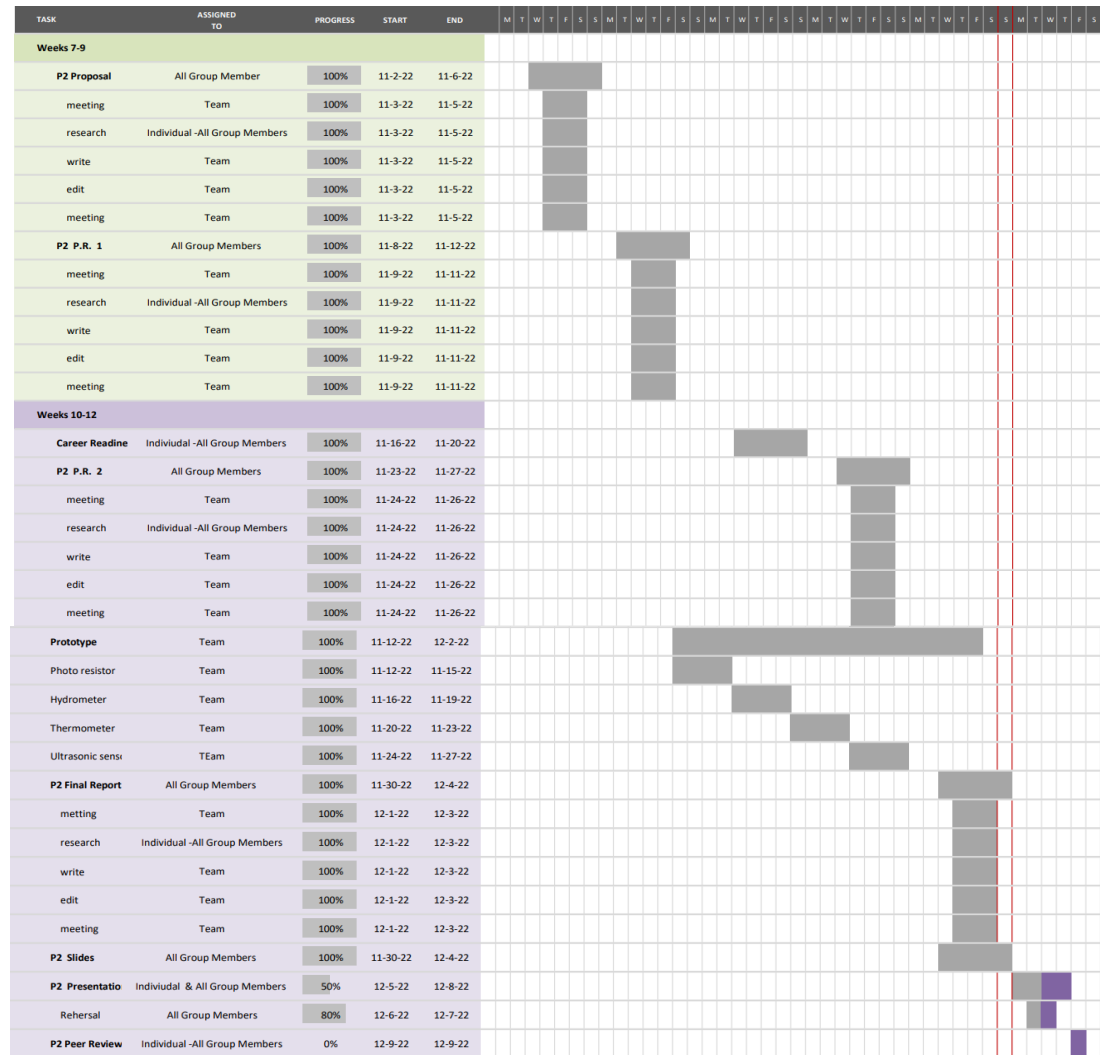 TASK ASSIGNED TO PROGRESS START END M T W T F S S M T W T F S S M T W T F S S M T W T F S S M T W T F S S M T W T F S
Weeks 7-9
P2 Proposal All Group Member 100% 11-2-22 11-6-22
meeting Team 100% 11-3-22 11-5-22
research Individual -All Group Members 100% 11-3-22 11-5-22
write Team 100% 11-3-22 11-5-22
edit Team 100% 11-3-22 11-5-22
meeting Team 100% 11-3-22 11-5-22
P2 P.R. 1 All Group Members 100% 11-8-22 11-12-22
meeting Team 100% 11-9-22 11-11-22
research Individual -All Group Members 100% 11-9-22 11-11-22
write Team 100% 11-9-22 11-11-22
edit Team 100% 11-9-22 11-11-22
meeting Team 100% 11-9-22 11-11-22
Weeks 10-12
Career Readine Indiviudal -All Group Members 100% 11-16-22 11-20-22
P2 P.R. 2 All Group Members 100% 11-23-22 11-27-22
meeting Team 100% 11-24-22 11-26-22
research Individual -All Group Members 100% 11-24-22 11-26-22
write Team 100% 11-24-22 11-26-22
edit Team 100% 11-24-22 11-26-22
meeting Team 100% 11-24-22 11-26-22
Prototype Team 100% 11-12-22 12-2-22
Photo resistor Team 100% 11-12-22 11-15-22
Hydrometer Team 100% 11-16-22 11-19-22
Thermometer Team 100% 11-20-22 11-23-22
Ultrasonic sens TEam 100% 11-24-22 11-27-22
P2 Final Report All Group Members 100% 11-30-22 12-4-22
metting Team 100% 12-1-22 12-3-22
research Individual -All Group Members 100% 12-1-22 12-3-22
write Team 100% 12-1-22 12-3-22
edit Team 100% 12-1-22 12-3-22
meeting Team 100% 12-1-22 12-3-22
P2 Slides All Group Members 100% 11-30-22 12-4-22
P2 Presentatio Indiviudal & All Group Members 50% 12-5-22 12-8-22
Rehersal All Group Members 80% 12-6-22 12-7-22
P2 Peer Review Individual -All Group Members 0% 12-9-22 12-9-22